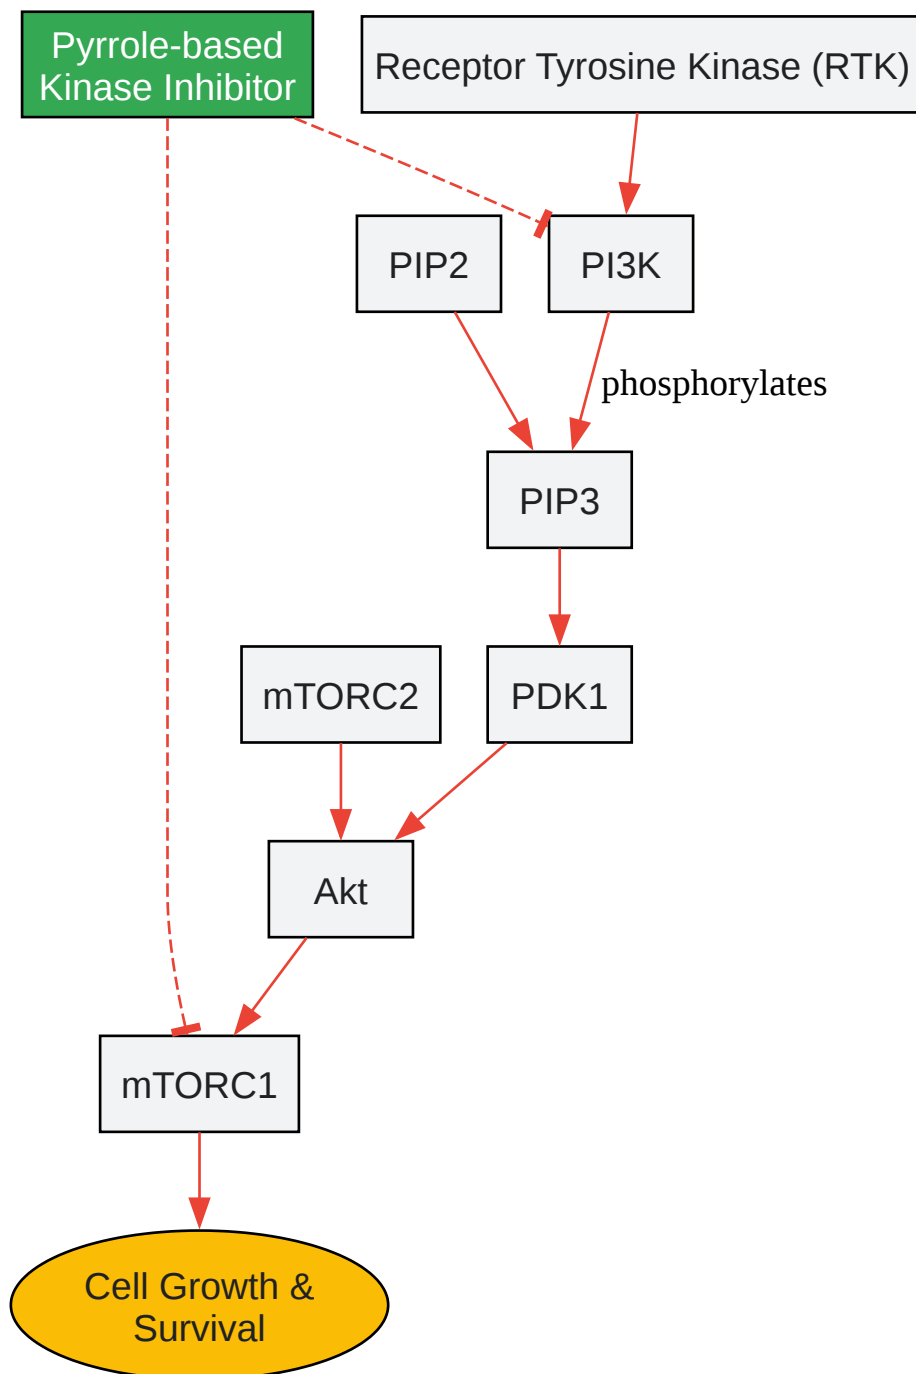 Pyrrole-based
Kinase Inhibitor
Receptor Tyrosine Kinase (RTK)
PIP2
PI3K
phosphorylates
PIP3
mTORC2
PDK1
Akt
mTORC1
Cell Growth &
Survival